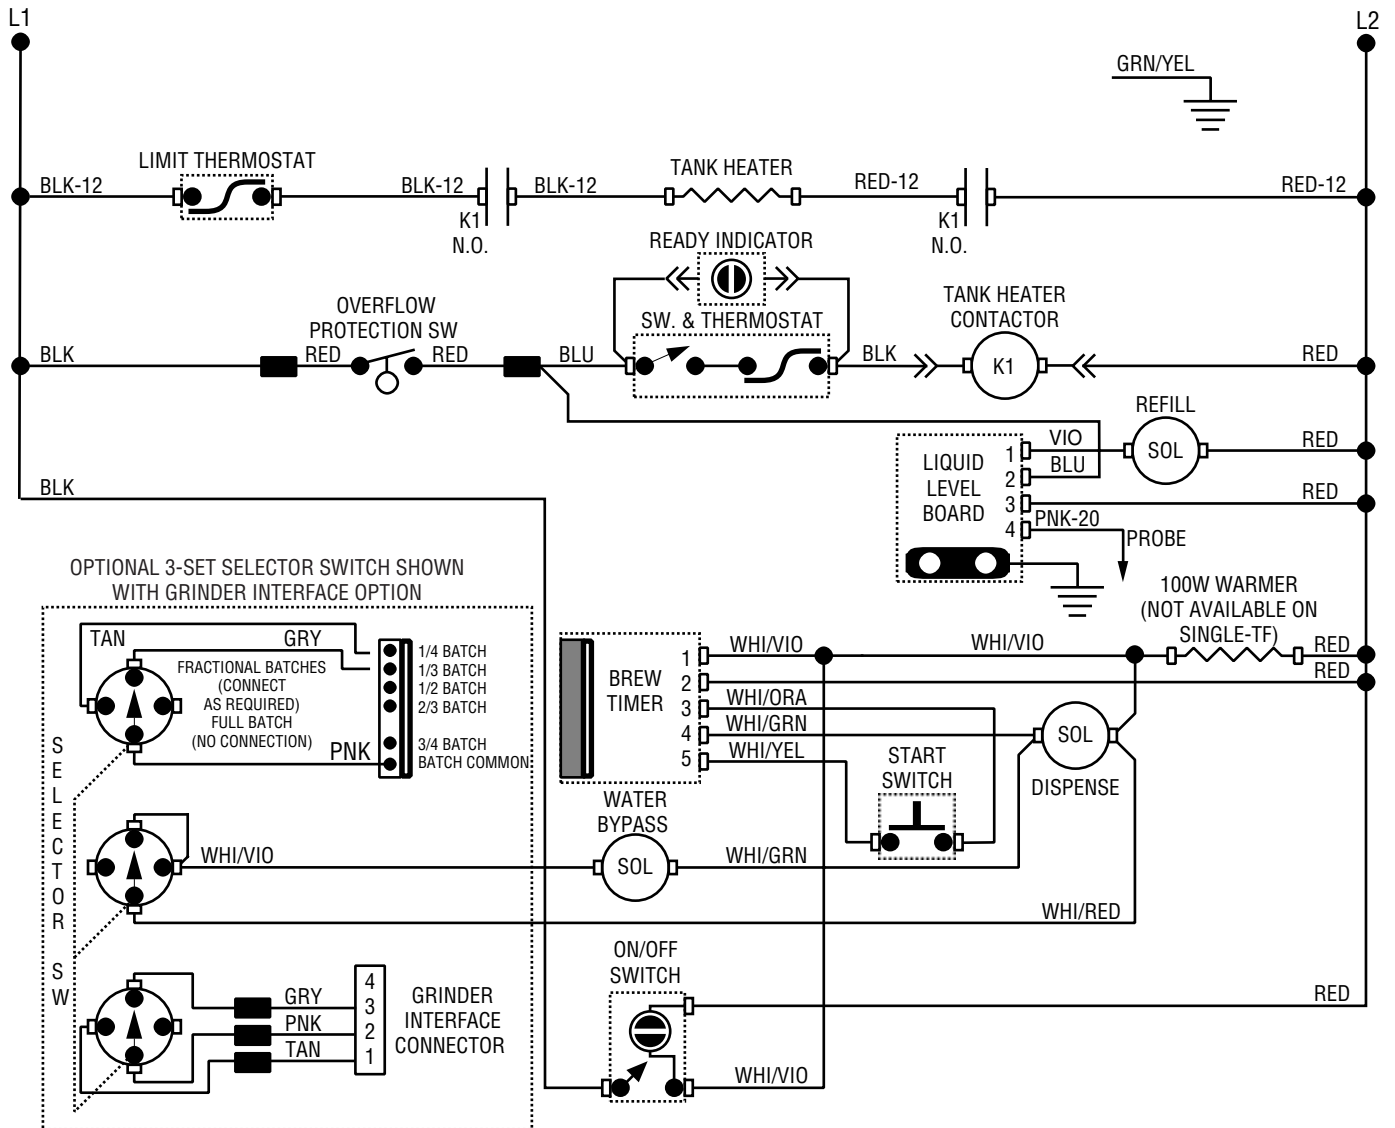 L1
L2
GRN/YEL
LIMIT THERMOSTAT
TANK HEATER
BLK-12
BLK-12
BLK-12
RED-12
RED-12
K1
N.O.
K1
N.O.
READY INDICATOR
OVERFLOW
PROTECTION SW
SW. & THERMOSTAT
TANK HEATER
CONTACTOR
BLK
RED
RED
BLU
BLK
K1
RED
REFILL
LIQUID
LEVEL
BOARD
1
2
3
4
VIO
BLU
SOL
RED
RED
PNK-20
PROBE
BLK
OPTIONAL 3-SET SELECTOR SWITCH SHOWN
WITH GRINDER INTERFACE OPTION
100W WARMER
(NOT AVAILABLE ON
SINGLE-TF)
TAN
GRY
FRACTIONAL BATCHES
(CONNECT
AS REQUIRED)
FULL BATCH
(NO CONNECTION)
PNK
1/4 BATCH
1/3 BATCH
1/2 BATCH
2/3 BATCH
3/4 BATCH
BATCH COMMON
BREW
TIMER
1
2
3
4
5
WHI/VIO
WHI/VIO
RED
RED
WHI/ORA
WHI/GRN
WHI/YEL
START
SWITCH
SOL
DISPENSE
SELECTOR SW
WATER
BYPASS
WHI/VIO
SOL
WHI/GRN
WHI/RED
ON/OFF
SWITCH
RED
WHI/VIO
GRY
PNK
TAN
4
3
2
1
GRINDER
INTERFACE
CONNECTOR